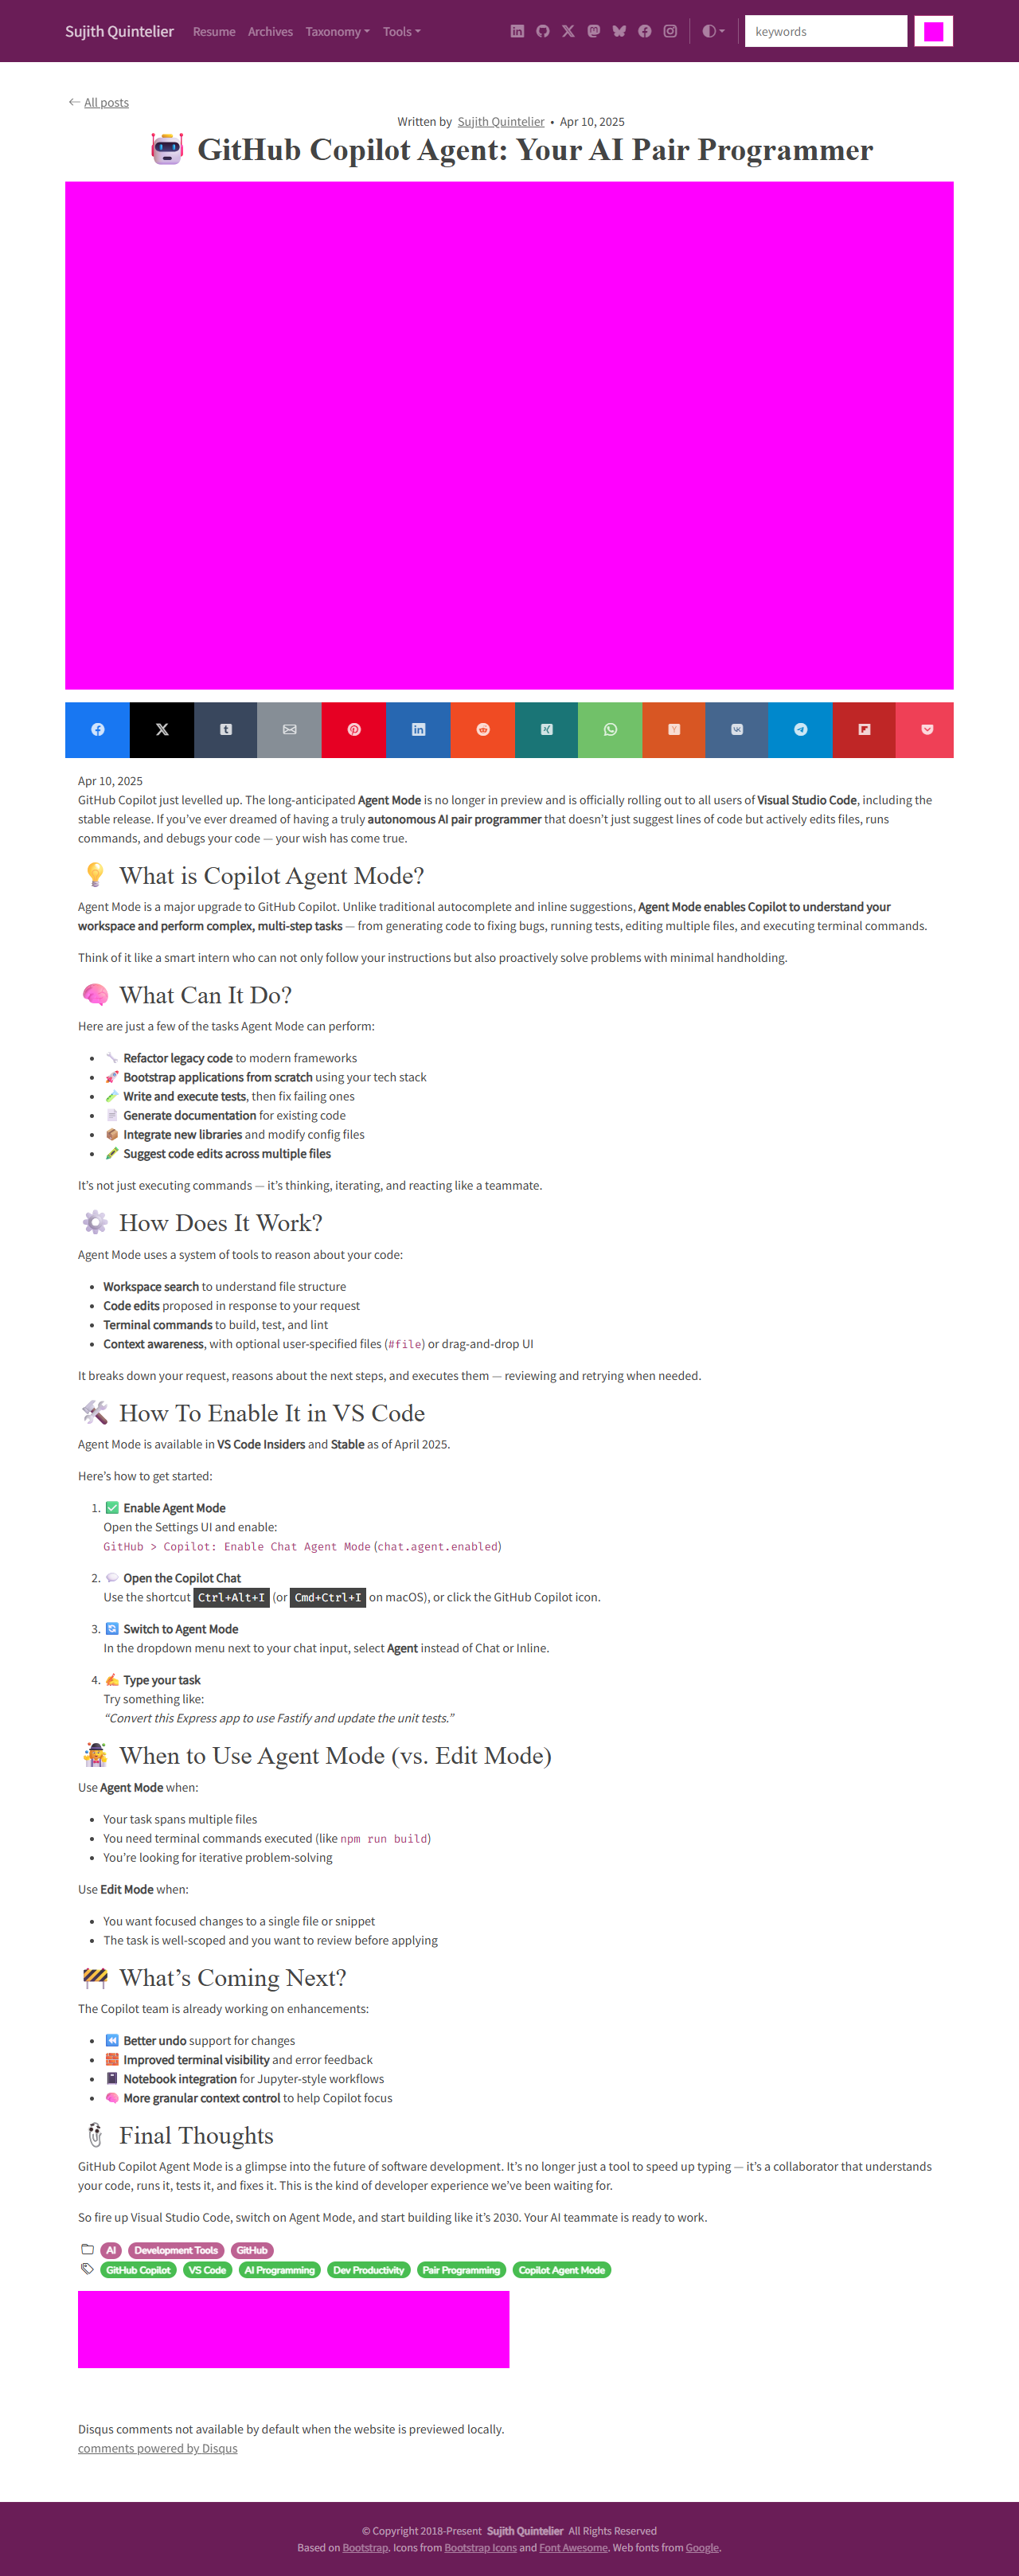 Sujith Quintelier Resume Archives Taxonomy Tools keywords
All posts
Written by Sujith Quintelier • Apr 10, 2025
🤖 GitHub Copilot Agent: Your AI Pair Programmer
Apr 10, 2025
GitHub Copilot just levelled up. The long-anticipated Agent Mode is no longer in preview and is officially rolling out to all users of Visual Studio Code, including the
stable release. If you’ve ever dreamed of having a truly autonomous AI pair programmer that doesn’t just suggest lines of code but actively edits files, runs
commands, and debugs your code — your wish has come true.
💡 What is Copilot Agent Mode?
Agent Mode is a major upgrade to GitHub Copilot. Unlike traditional autocomplete and inline suggestions, Agent Mode enables Copilot to understand your
workspace and perform complex, multi-step tasks — from generating code to fixing bugs, running tests, editing multiple files, and executing terminal commands.
Think of it like a smart intern who can not only follow your instructions but also proactively solve problems with minimal handholding.
🧠 What Can It Do?
Here are just a few of the tasks Agent Mode can perform:
• 🔧 Refactor legacy code to modern frameworks
• 🚀 Bootstrap applications from scratch using your tech stack
• 🧪 Write and execute tests, then fix failing ones
• 📄 Generate documentation for existing code
• 📦 Integrate new libraries and modify config files
• 🖍 Suggest code edits across multiple files
It’s not just executing commands — it’s thinking, iterating, and reacting like a teammate.
⚙️ How Does It Work?
Agent Mode uses a system of tools to reason about your code:
• Workspace search to understand file structure
• Code edits proposed in response to your request
• Terminal commands to build, test, and lint
• Context awareness, with optional user-specified files (#file) or drag-and-drop UI
It breaks down your request, reasons about the next steps, and executes them — reviewing and retrying when needed.
🛠️ How To Enable It in VS Code
Agent Mode is available in VS Code Insiders and Stable as of April 2025.
Here’s how to get started:
1. ✅ Enable Agent Mode
Open the Settings UI and enable:
GitHub > Copilot: Enable Chat Agent Mode (chat.agent.enabled)
2. 💬 Open the Copilot Chat
Use the shortcut Ctrl+Alt+I (or Cmd+Ctrl+I on macOS), or click the GitHub Copilot icon.
3. 🔄 Switch to Agent Mode
In the dropdown menu next to your chat input, select Agent instead of Chat or Inline.
4. ✍️ Type your task
Try something like:
“Convert this Express app to use Fastify and update the unit tests.”
🤹 When to Use Agent Mode (vs. Edit Mode)
Use Agent Mode when:
• Your task spans multiple files
• You need terminal commands executed (like npm run build)
• You’re looking for iterative problem-solving
Use Edit Mode when:
• You want focused changes to a single file or snippet
• The task is well-scoped and you want to review before applying
🚧 What’s Coming Next?
The Copilot team is already working on enhancements:
• ⏪ Better undo support for changes
• 🧱 Improved terminal visibility and error feedback
• 📓 Notebook integration for Jupyter-style workflows
• 🧠 More granular context control to help Copilot focus
Final Thoughts
GitHub Copilot Agent Mode is a glimpse into the future of software development. It’s no longer just a tool to speed up typing — it’s a collaborator that understands
your code, runs it, tests it, and fixes it. This is the kind of developer experience we’ve been waiting for.
So fire up Visual Studio Code, switch on Agent Mode, and start building like it’s 2030. Your AI teammate is ready to work.
AI Development Tools GitHub
GitHub Copilot VS Code AI Programming Dev Productivity Pair Programming Copilot Agent Mode
Disqus comments not available by default when the website is previewed locally.
comments powered by Disqus
© Copyright 2018-Present Sujith Quintelier All Rights Reserved
Based on Bootstrap. Icons from Bootstrap Icons and Font Awesome. Web fonts from Google.